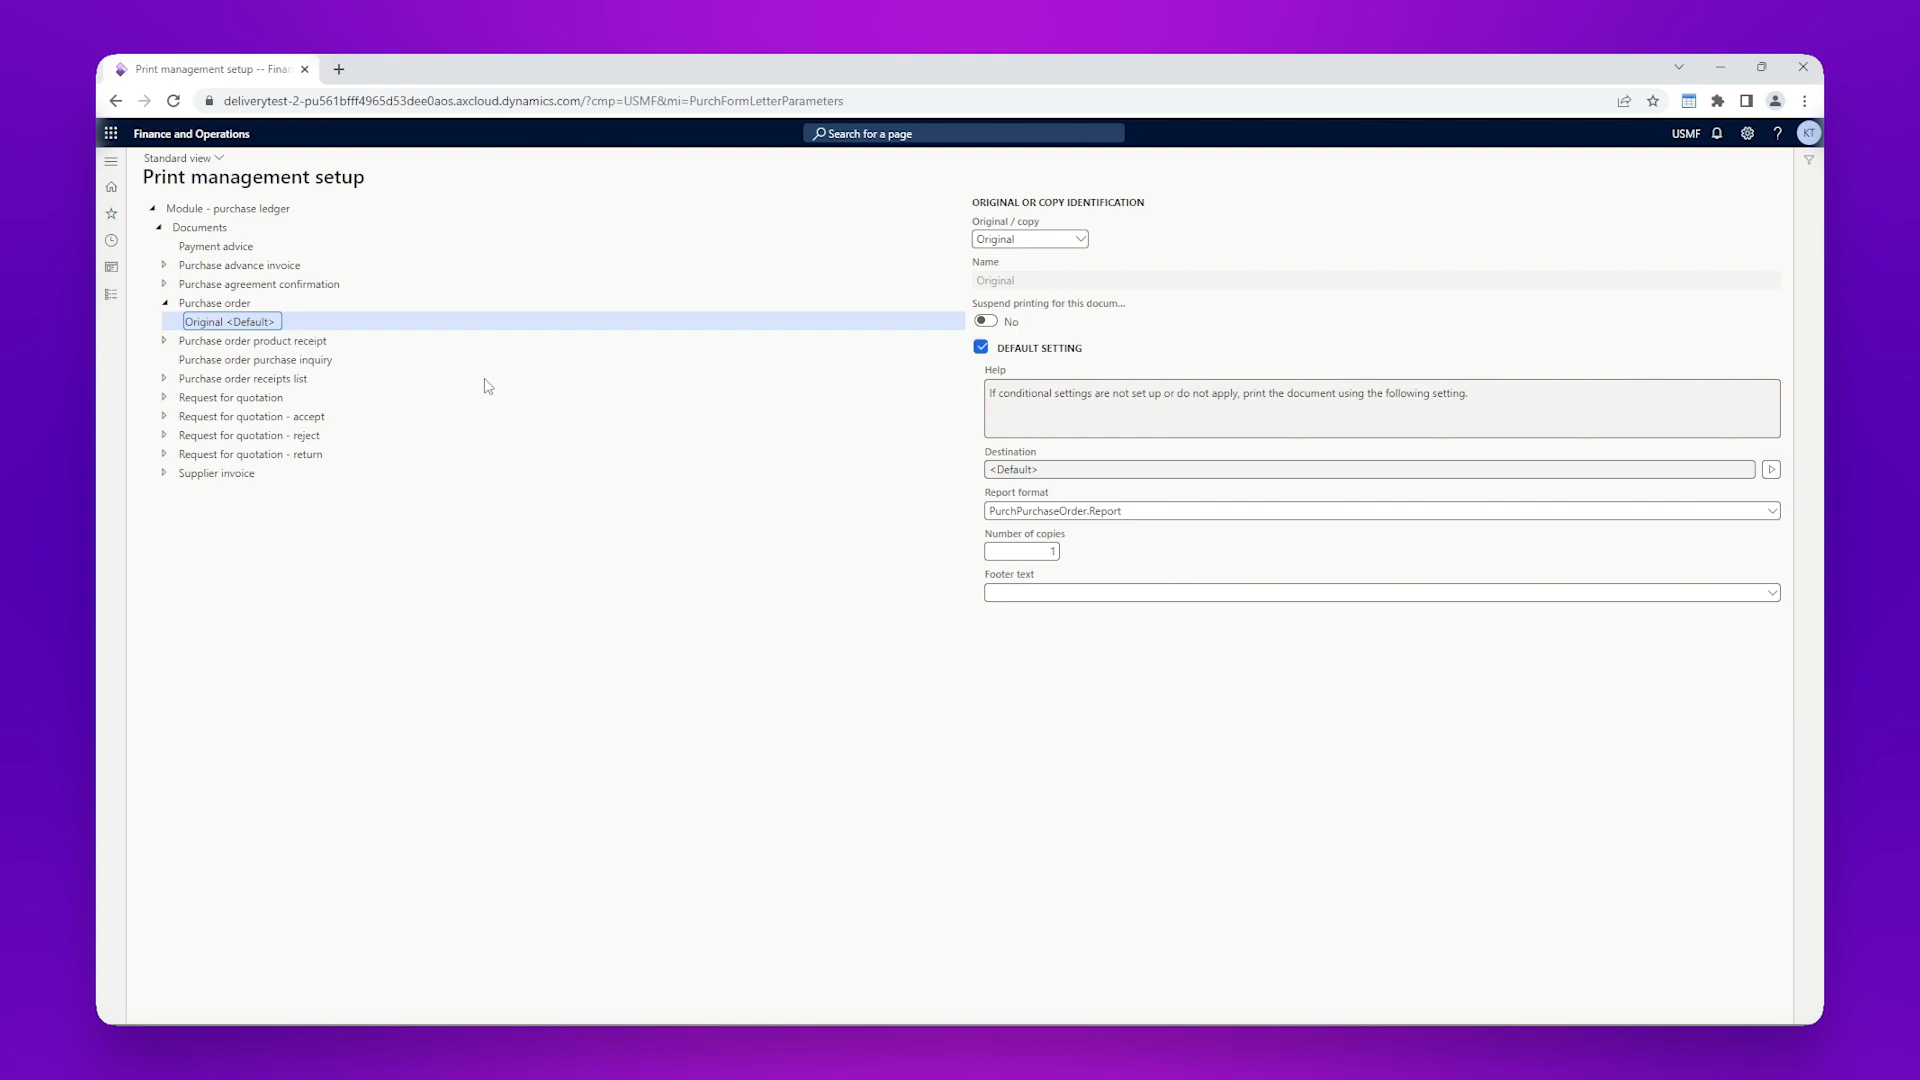 Print management setup -- Finan
deliverytest-2-pu561bfff4965d53dee0aos.axcloud.dynamics.com/?cmp=USMF&mi=PurchFormLetterParameters
Finance and Operations
Search for a page
USMF
?
KT
Standard view
Print management setup
Module - purchase ledger
Documents
Payment advice
Purchase advance invoice
Purchase agreement confirmation
Purchase order
Original <Default>
Purchase order product receipt
Purchase order purchase inquiry
Purchase order receipts list
Request for quotation
Request for quotation - accept
Request for quotation - reject
Request for quotation - return
Supplier invoice
ORIGINAL OR COPY IDENTIFICATION
Original / copy
Original
Name
Original
Suspend printing for this docum...
No
DEFAULT SETTING
Help
If conditional settings are not set up or do not apply, print the document using the following setting.
Destination
<Default>
Report format
PurchPurchaseOrder.Report
Number of copies
1
Footer text